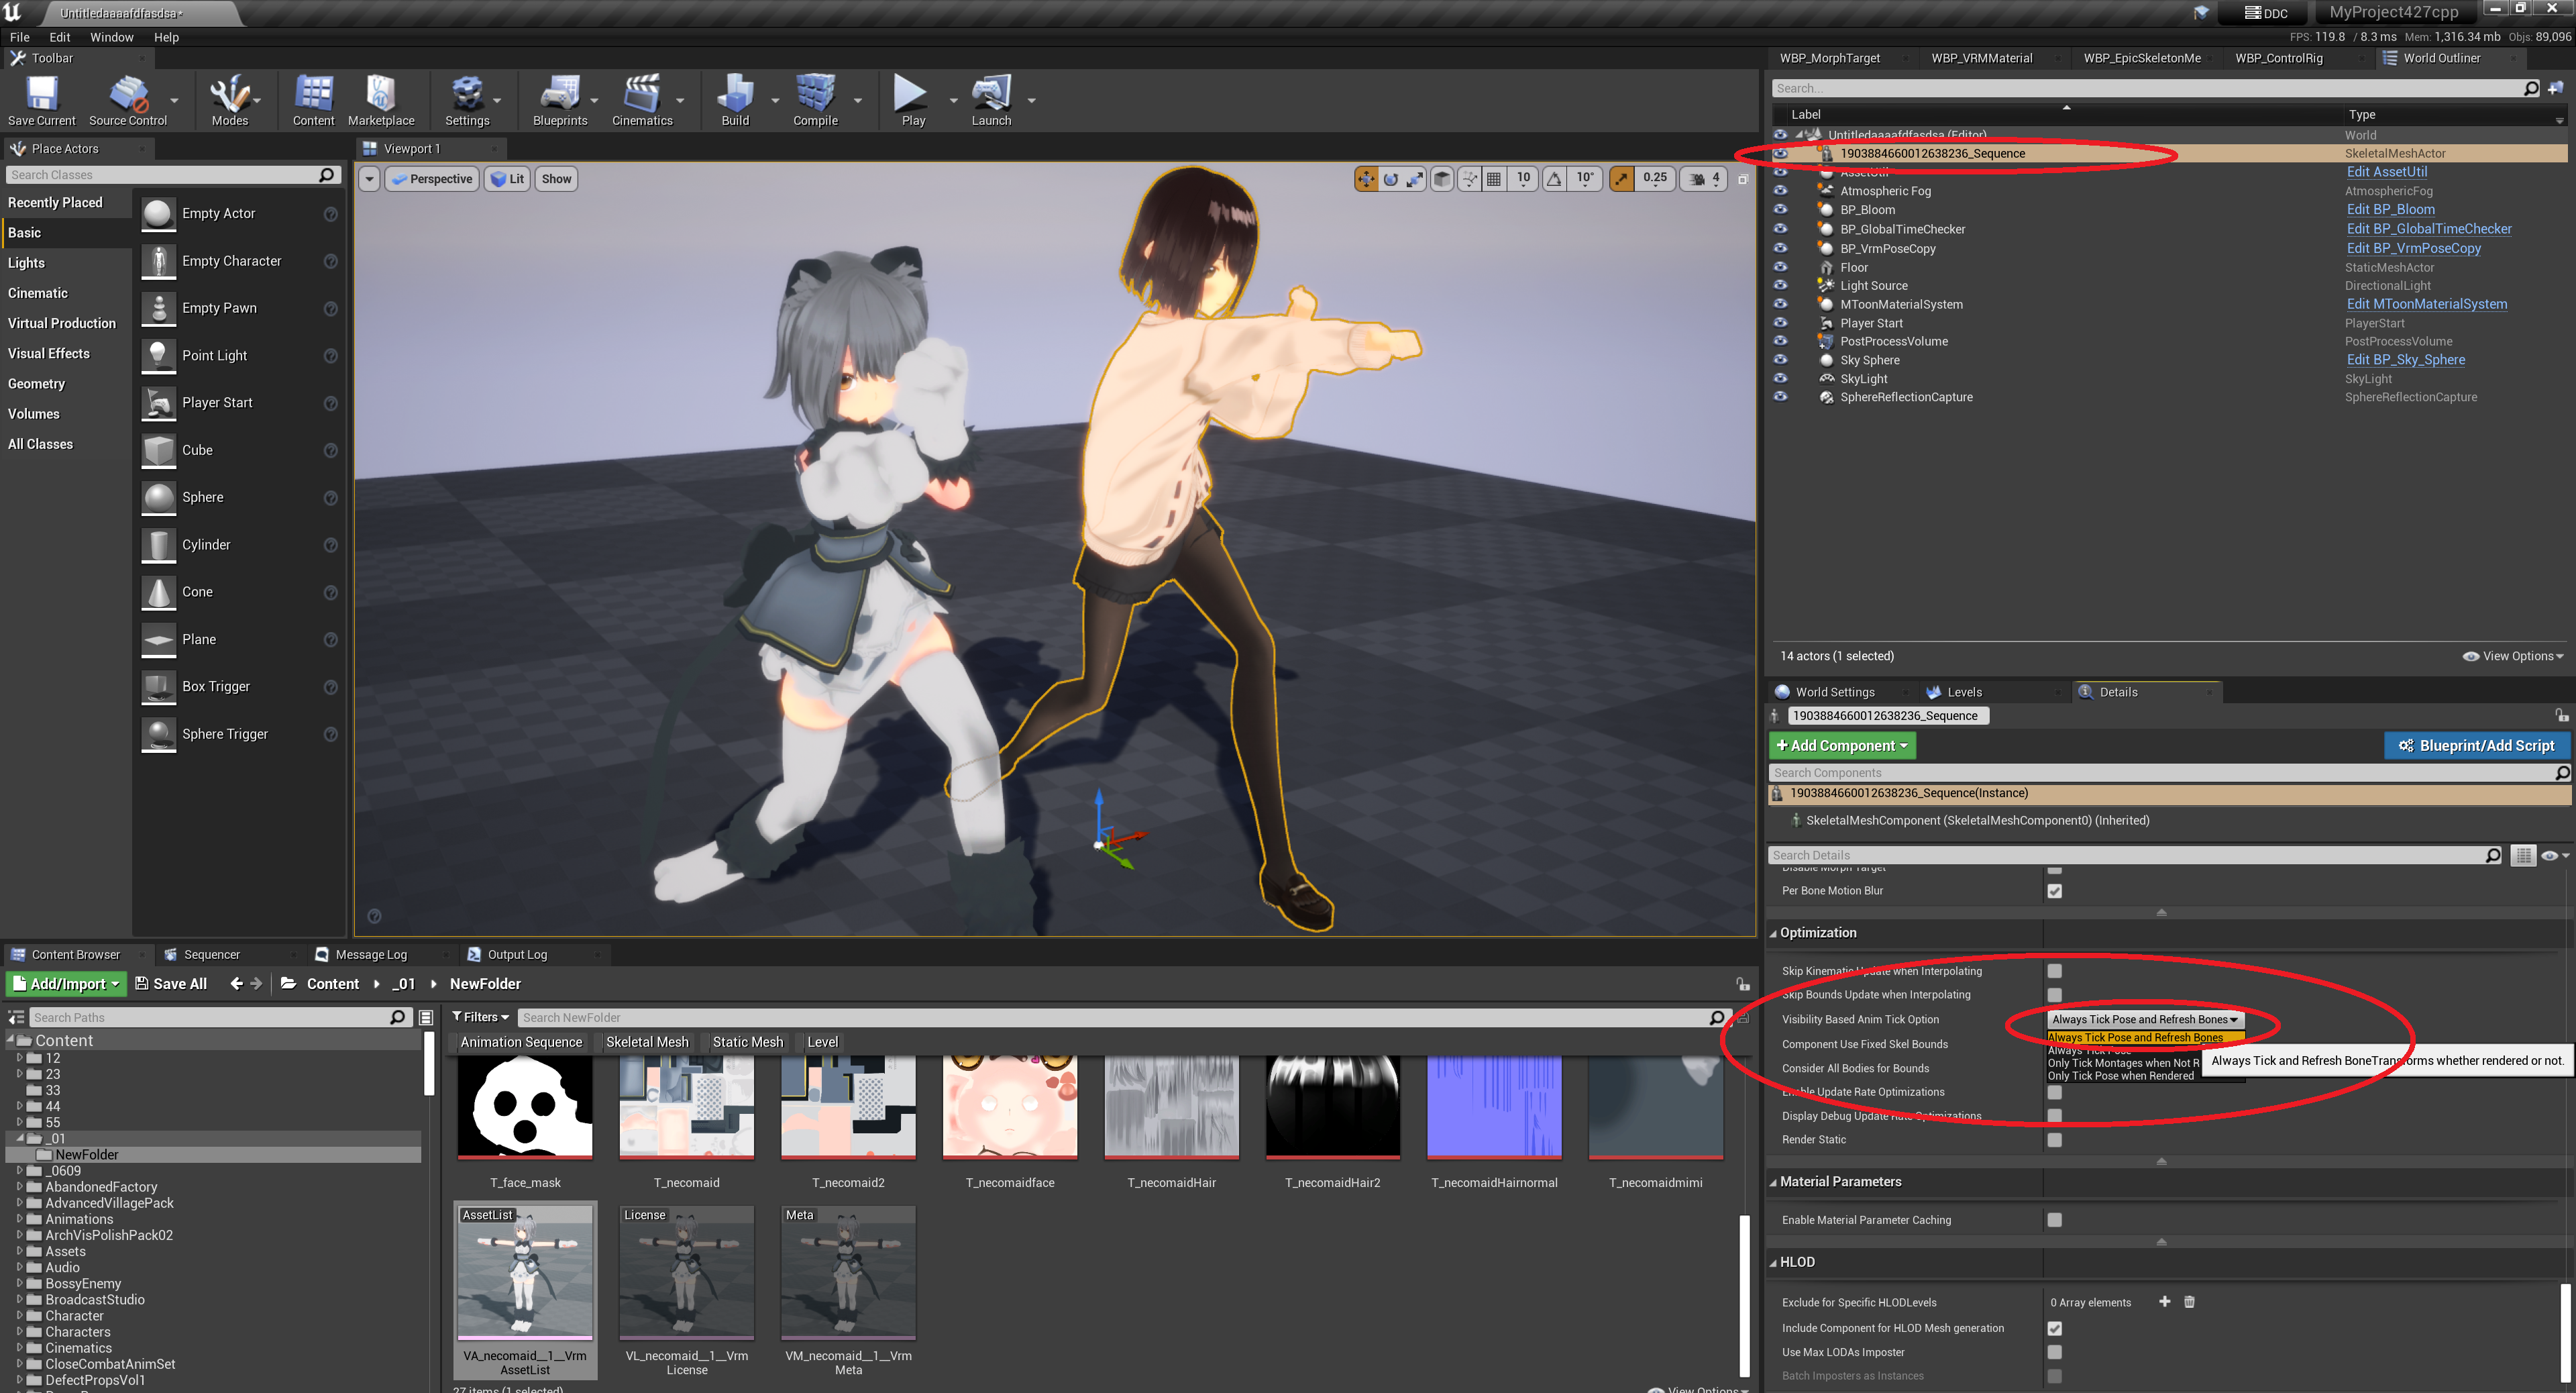 Untitledaaaafdfasdsa*
DDC
MyProject427cpp
File Edit Window Help
FPS: 119.8 / 8.3 ms Mem: 1,316.34 mb Objs: 89,096
Toolbar
Save Current
Source Control
Modes
Content
Marketplace
Settings
Blueprints
Cinematics
Build
Compile
Play
Launch
Place Actors
Search Classes
Recently Placed
Basic
Lights
Cinematic
Virtual Production
Visual Effects
Geometry
Volumes
All Classes
Empty Actor
Empty Character
Empty Pawn
Point Light
Player Start
Cube
Sphere
Cylinder
Cone
Plane
Box Trigger
Sphere Trigger
Viewport 1
Perspective
Lit
Show
10
10°
0.25
4
WBP_MorphTarget
WBP_VRMMaterial
WBP_EpicSkeletonMe
WBP_ControlRig
World Outliner
Search...
Label Type
Untitledaaaafdfasdsa (Editor) World
1903884660012638236_Sequence SkeletalMeshActor
AssetUtil Edit AssetUtil
Atmospheric Fog AtmosphericFog
BP_Bloom Edit BP_Bloom
BP_GlobalTimeChecker Edit BP_GlobalTimeChecker
BP_VrmPoseCopy Edit BP_VrmPoseCopy
Floor StaticMeshActor
Light Source DirectionalLight
MToonMaterialSystem Edit MToonMaterialSystem
Player Start PlayerStart
PostProcessVolume PostProcessVolume
Sky Sphere Edit BP_Sky_Sphere
SkyLight SkyLight
SphereReflectionCapture SphereReflectionCapture
14 actors (1 selected)
View Options
World Settings
Levels
Details
1903884660012638236_Sequence
+ Add Component
Blueprint/Add Script
Search Components
1903884660012638236_Sequence(Instance)
SkeletalMeshComponent (SkeletalMeshComponent0) (Inherited)
Search Details
Disable Morph Target
Per Bone Motion Blur
Optimization
Skip Kinematic Update when Interpolating
Skip Bounds Update when Interpolating
Visibility Based Anim Tick Option Always Tick Pose and Refresh Bones
Always Tick Pose and Refresh Bones
Component Use Fixed Skel Bounds
Always Tick Pose
Only Tick Montages when Not R
Always Tick and Refresh BoneTransforms whether rendered or not.
Consider All Bodies for Bounds
Only Tick Pose when Rendered
Enable Update Rate Optimizations
Display Debug Update Rate Optimizations
Render Static
Material Parameters
Enable Material Parameter Caching
HLOD
Exclude for Specific HLODLevels 0 Array elements
Include Component for HLOD Mesh generation
Use Max LODAs Imposter
Batch Imposters as Instances
Content Browser
Sequencer
Message Log
Output Log
Add/Import
Save All
Content _01 NewFolder
Search Paths
Content
12
23
33
44
55
_01
NewFolder
_0609
AbandonedFactory
AdvancedVillagePack
Animations
ArchVisPolishPack02
Assets
Audio
BossyEnemy
BroadcastStudio
Character
Characters
Cinematics
CloseCombatAnimSet
DefectPropsVol1
Filters
Search NewFolder
Animation Sequence Skeletal Mesh Static Mesh Level
T_face_mask
T_necomaid
T_necomaid2
T_necomaidface
T_necomaidHair
T_necomaidHair2
T_necomaidHairnormal
T_necomaidmimi
AssetList
License
Meta
VA_necomaid__1__Vrm
AssetList
VL_necomaid__1__Vrm
License
VM_necomaid__1__Vrm
Meta
27 items (1 selected)
View Options